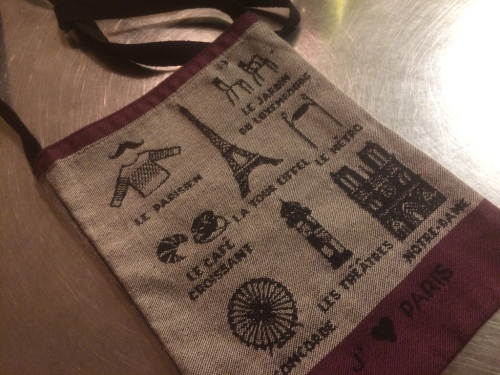 LE JARDIN
DU LUXEMBOURG
LE PARISIEN
LA TOUR EIFFEL
LE METRO
LE CAFÉ
CROISSANT
LES THÉÂTRES
NOTRE-DAME
CONCORDE
J' ♥ PARIS